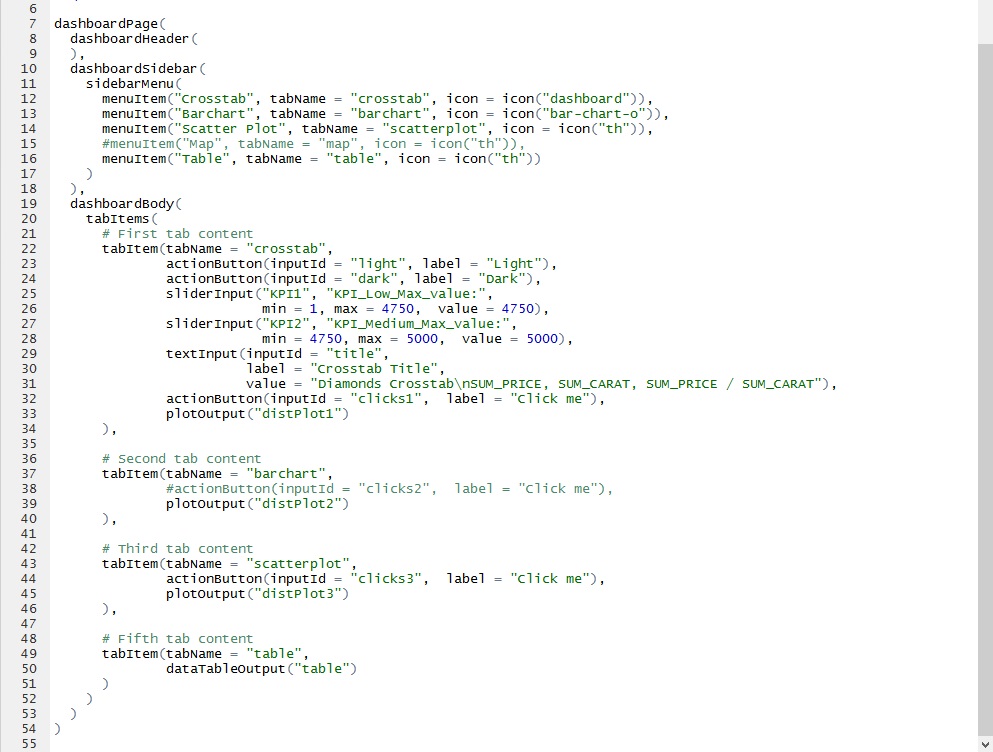 6
7 dashboardPage(
8   dashboardHeader(
9   ),
10   dashboardSidebar(
11     sidebarMenu(
12       menuItem("Crosstab", tabName = "crosstab", icon = icon("dashboard")),
13       menuItem("Barchart", tabName = "barchart", icon = icon("bar-chart-o")),
14       menuItem("Scatter Plot", tabName = "scatterplot", icon = icon("th")),
15       #menuItem("Map", tabName = "map", icon = icon("th")),
16       menuItem("Table", tabName = "table", icon = icon("th"))
17     )
18   ),
19   dashboardBody(
20     tabItems(
21       # First tab content
22       tabItem(tabName = "crosstab",
23               actionButton(inputId = "light", label = "Light"),
24               actionButton(inputId = "dark", label = "Dark"),
25               sliderInput("KPI1", "KPI_Low_Max_value:",
26                           min = 1, max = 4750,  value = 4750),
27               sliderInput("KPI2", "KPI_Medium_Max_value:",
28                           min = 4750, max = 5000,  value = 5000),
29               textInput(inputId = "title",
30                         label = "Crosstab Title",
31                         value = "Diamonds Crosstab\nSUM_PRICE, SUM_CARAT, SUM_PRICE / SUM_CARAT"),
32               actionButton(inputId = "clicks1",  label = "Click me"),
33               plotOutput("distPlot1")
34       ),
35
36       # Second tab content
37       tabItem(tabName = "barchart",
38               #actionButton(inputId = "clicks2",  label = "Click me"),
39               plotOutput("distPlot2")
40       ),
41
42       # Third tab content
43       tabItem(tabName = "scatterplot",
44               actionButton(inputId = "clicks3",  label = "Click me"),
45               plotOutput("distPlot3")
46       ),
47
48       # Fifth tab content
49       tabItem(tabName = "table",
50               dataTableOutput("table")
51       )
52     )
53   )
54 )
55